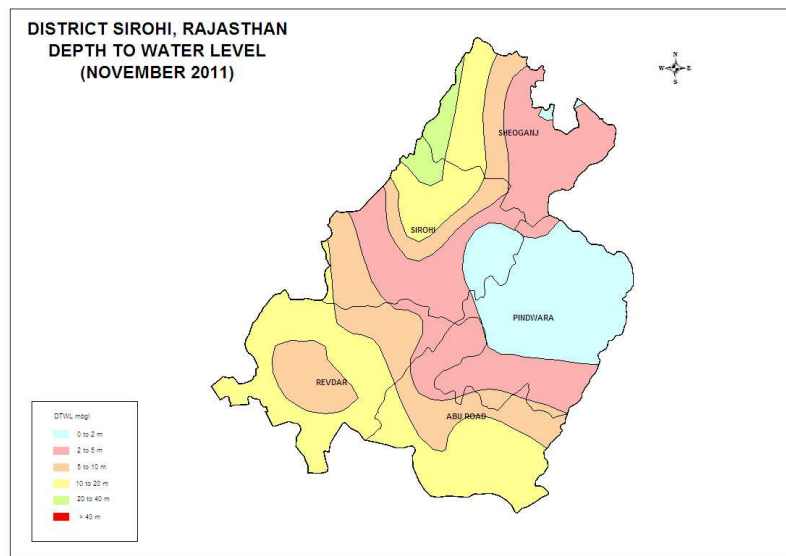 DISTRICT SIROHI, RAJASTHAN
DEPTH TO WATER LEVEL
(NOVEMBER 2011)
N
W E
S
SHEOGANJ
SIROHI
PINDWARA
REVDAR
ABU ROAD
DTWL mbgl
0 to 2 m
2 to 5 m
5 to 10 m
10 to 20 m
20 to 40 m
> 40 m